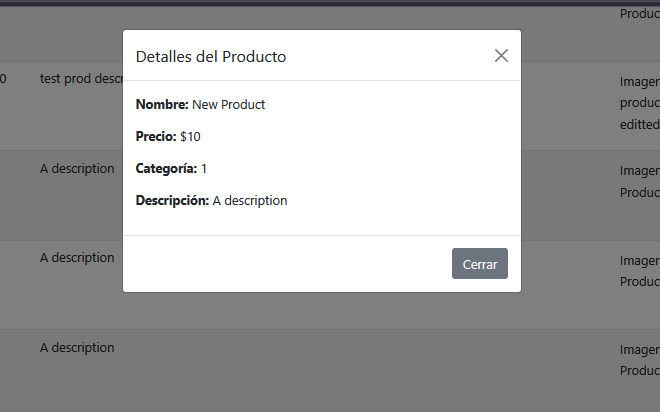 Produc
Detalles del Producto
Nombre: New Product
Precio: $10
Categoría: 1
Descripción: A description
Cerrar
0
test prod descr
Imagen
produc
editted
A description
Imagen
Produc
A description
Imagen
Produc
A description
Imagen
Produc